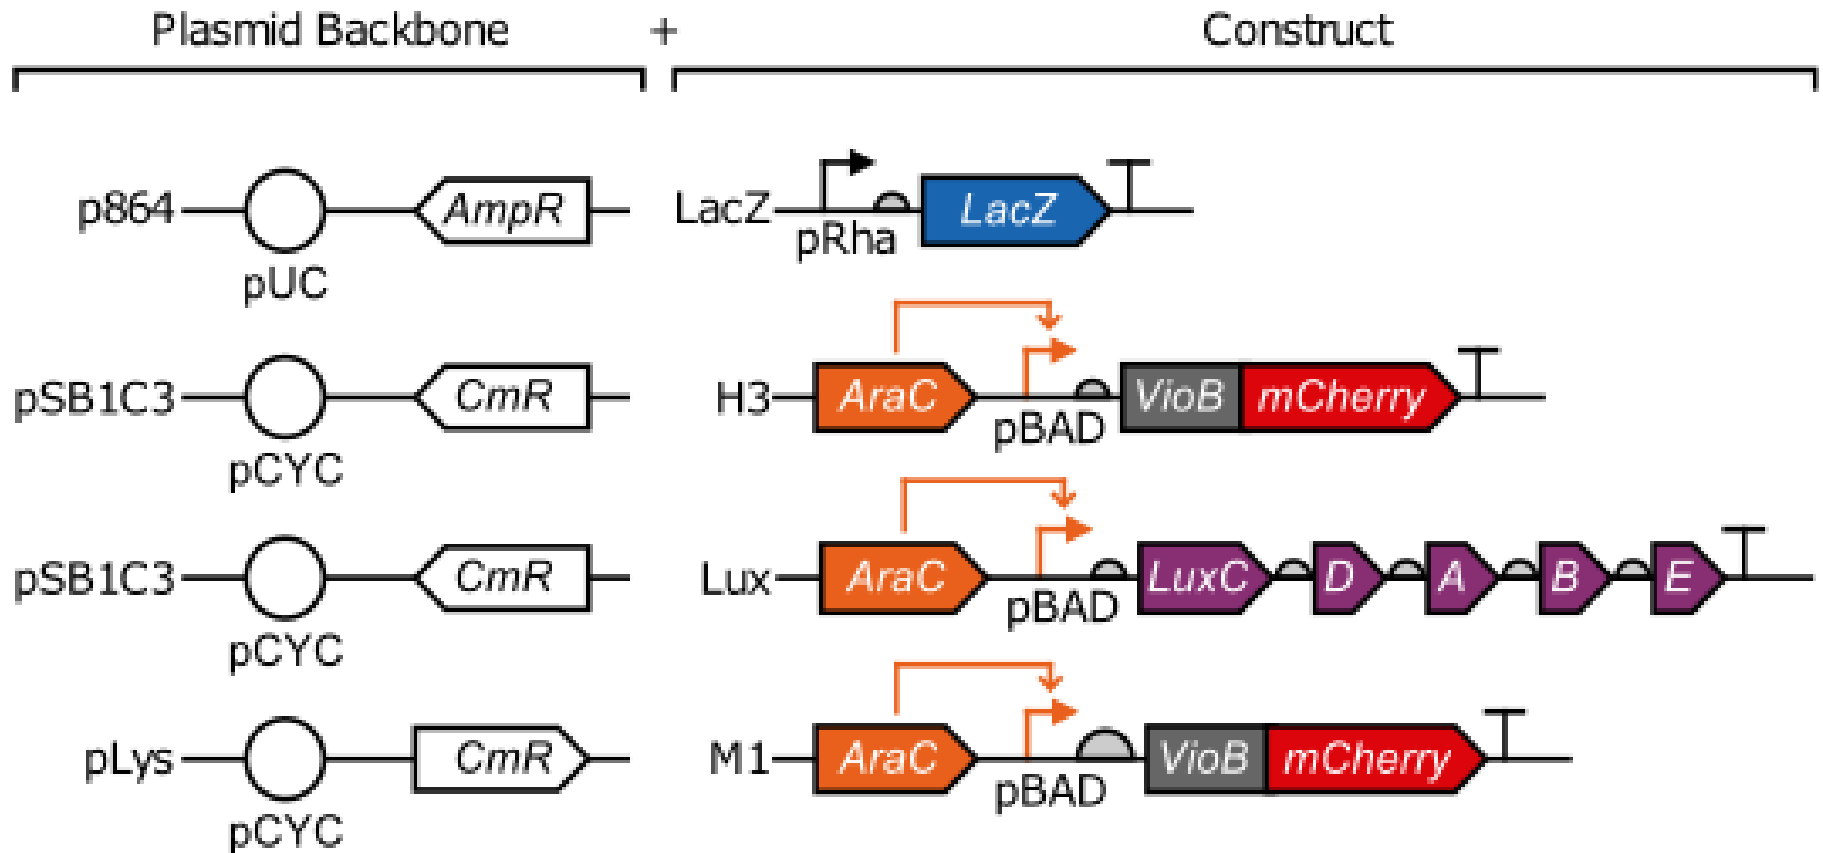 Plasmid Backbone + Construct
p864 AmpR LacZ LacZ
pUC pRha
pSB1C3 CmR H3 AraC VioB mCherry
pCYC pBAD
pSB1C3 CmR Lux AraC LuxC D A B E
pCYC pBAD
pLys CmR M1 AraC VioB mCherry
pCYC pBAD